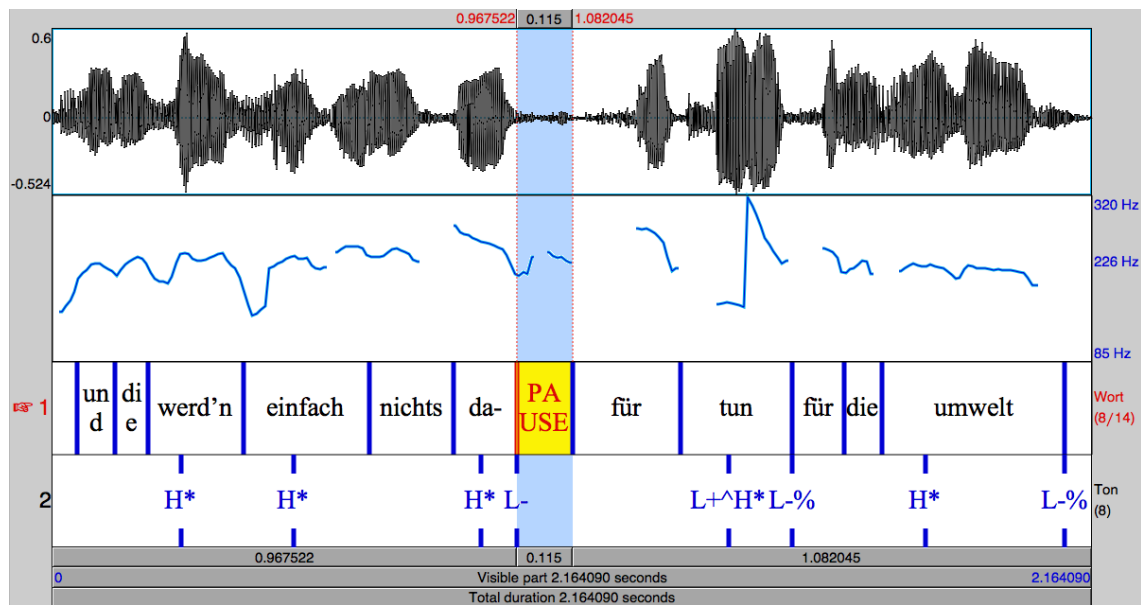 0.967522 0.115 1.082045
0.6
0
-0.524
320 Hz
226 Hz
85 Hz
☞ 1
un
d
di
e
werd’n
einfach
nichts
da-
PA
USE
für
tun
für
die
umwelt
Wort
(8/14)
2
H* H* H* L- L+^H* L-% H* L-%
Ton
(8)
0.967522 0.115 1.082045
0 Visible part 2.164090 seconds 2.164090
Total duration 2.164090 seconds